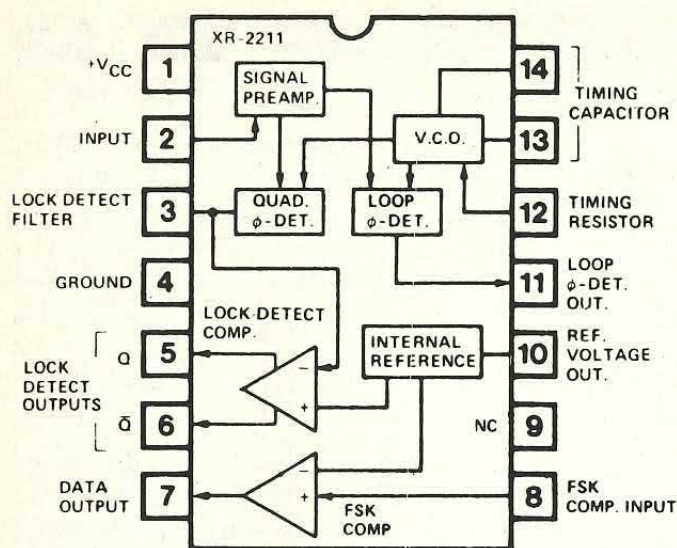 XR-2211
+VCC
1
SIGNAL
PREAMP.
14
TIMING
CAPACITOR
INPUT
2
V.C.O.
13
LOCK DETECT
FILTER
3
QUAD.
φ-DET.
LOOP
φ-DET.
12
TIMING
RESISTOR
GROUND
4
11
LOOP
φ-DET.
OUT.
LOCK-DETECT
COMP.
LOCK
DETECT
OUTPUTS
Q
5
INTERNAL
REFERENCE
10
REF.
VOLTAGE
OUT.
Q̅
6
−
+
NC
9
DATA
OUTPUT
7
−
+
FSK
COMP
8
FSK
COMP. INPUT